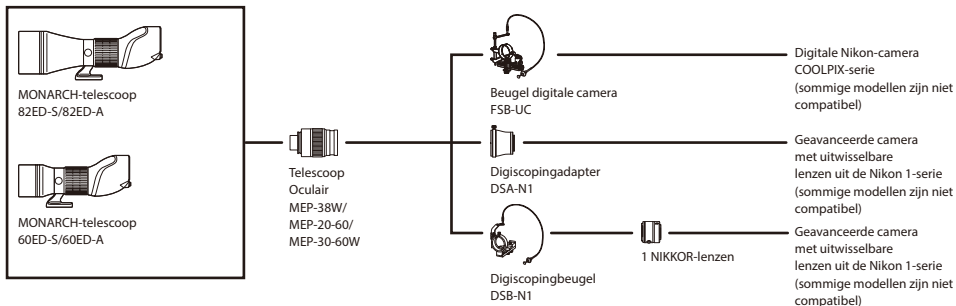 MONARCH-telescoop
82ED-S/82ED-A
MONARCH-telescoop
60ED-S/60ED-A
Telescoop
Oculair
MEP-38W/
MEP-20-60/
MEP-30-60W
Beugel digitale camera
FSB-UC
Digiscopingadapter
DSA-N1
Digiscopingbeugel
DSB-N1
1 NIKKOR-lenzen
Digitale Nikon-camera
COOLPIX-serie
(sommige modellen zijn niet
compatibel)
Geavanceerde camera
met uitwisselbare
lenzen uit de Nikon 1-serie
(sommige modellen zijn niet
compatibel)
Geavanceerde camera
met uitwisselbare
lenzen uit de Nikon 1-serie
(sommige modellen zijn niet
compatibel)